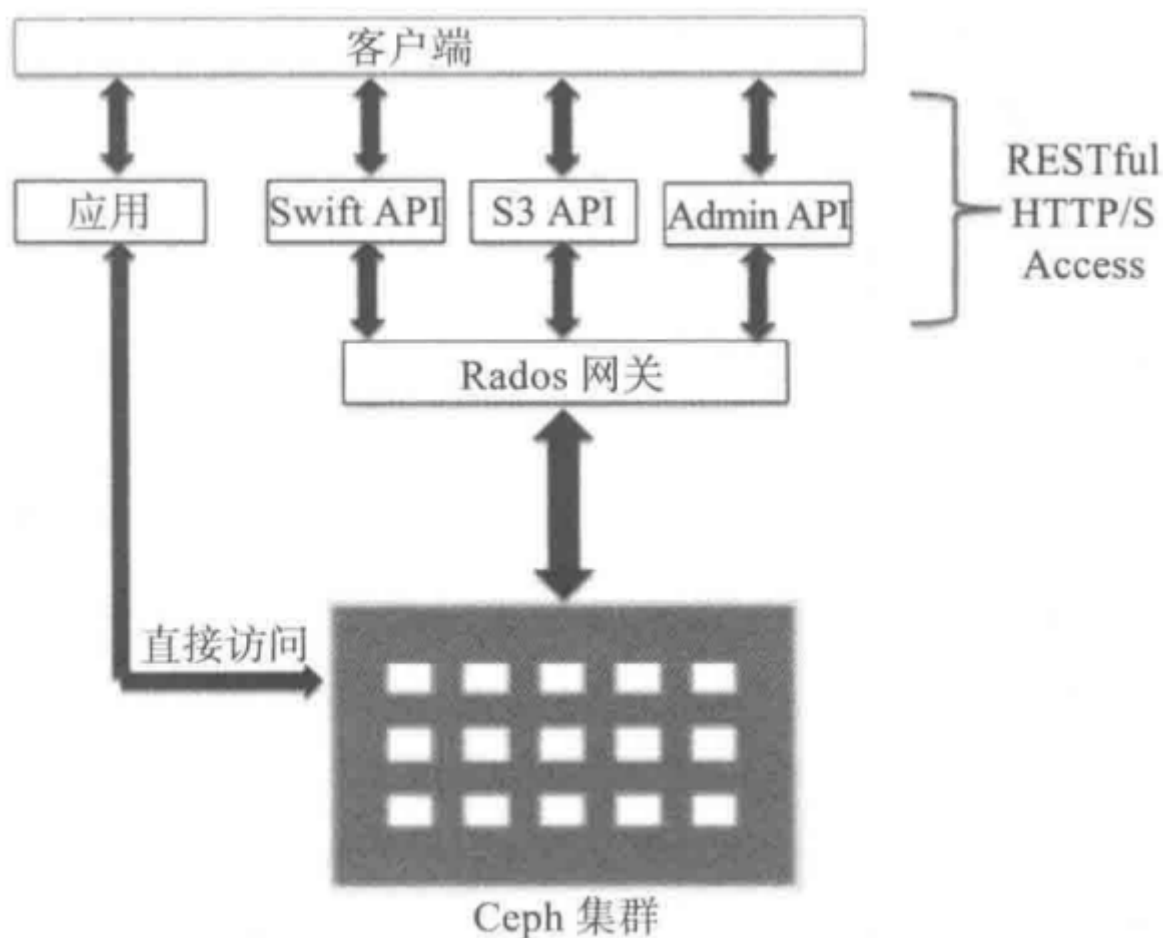 客户端
应用
Swift API
S3 API
Admin API
RESTful
HTTP/S
Access
Rados 网关
直接访问
Ceph 集群